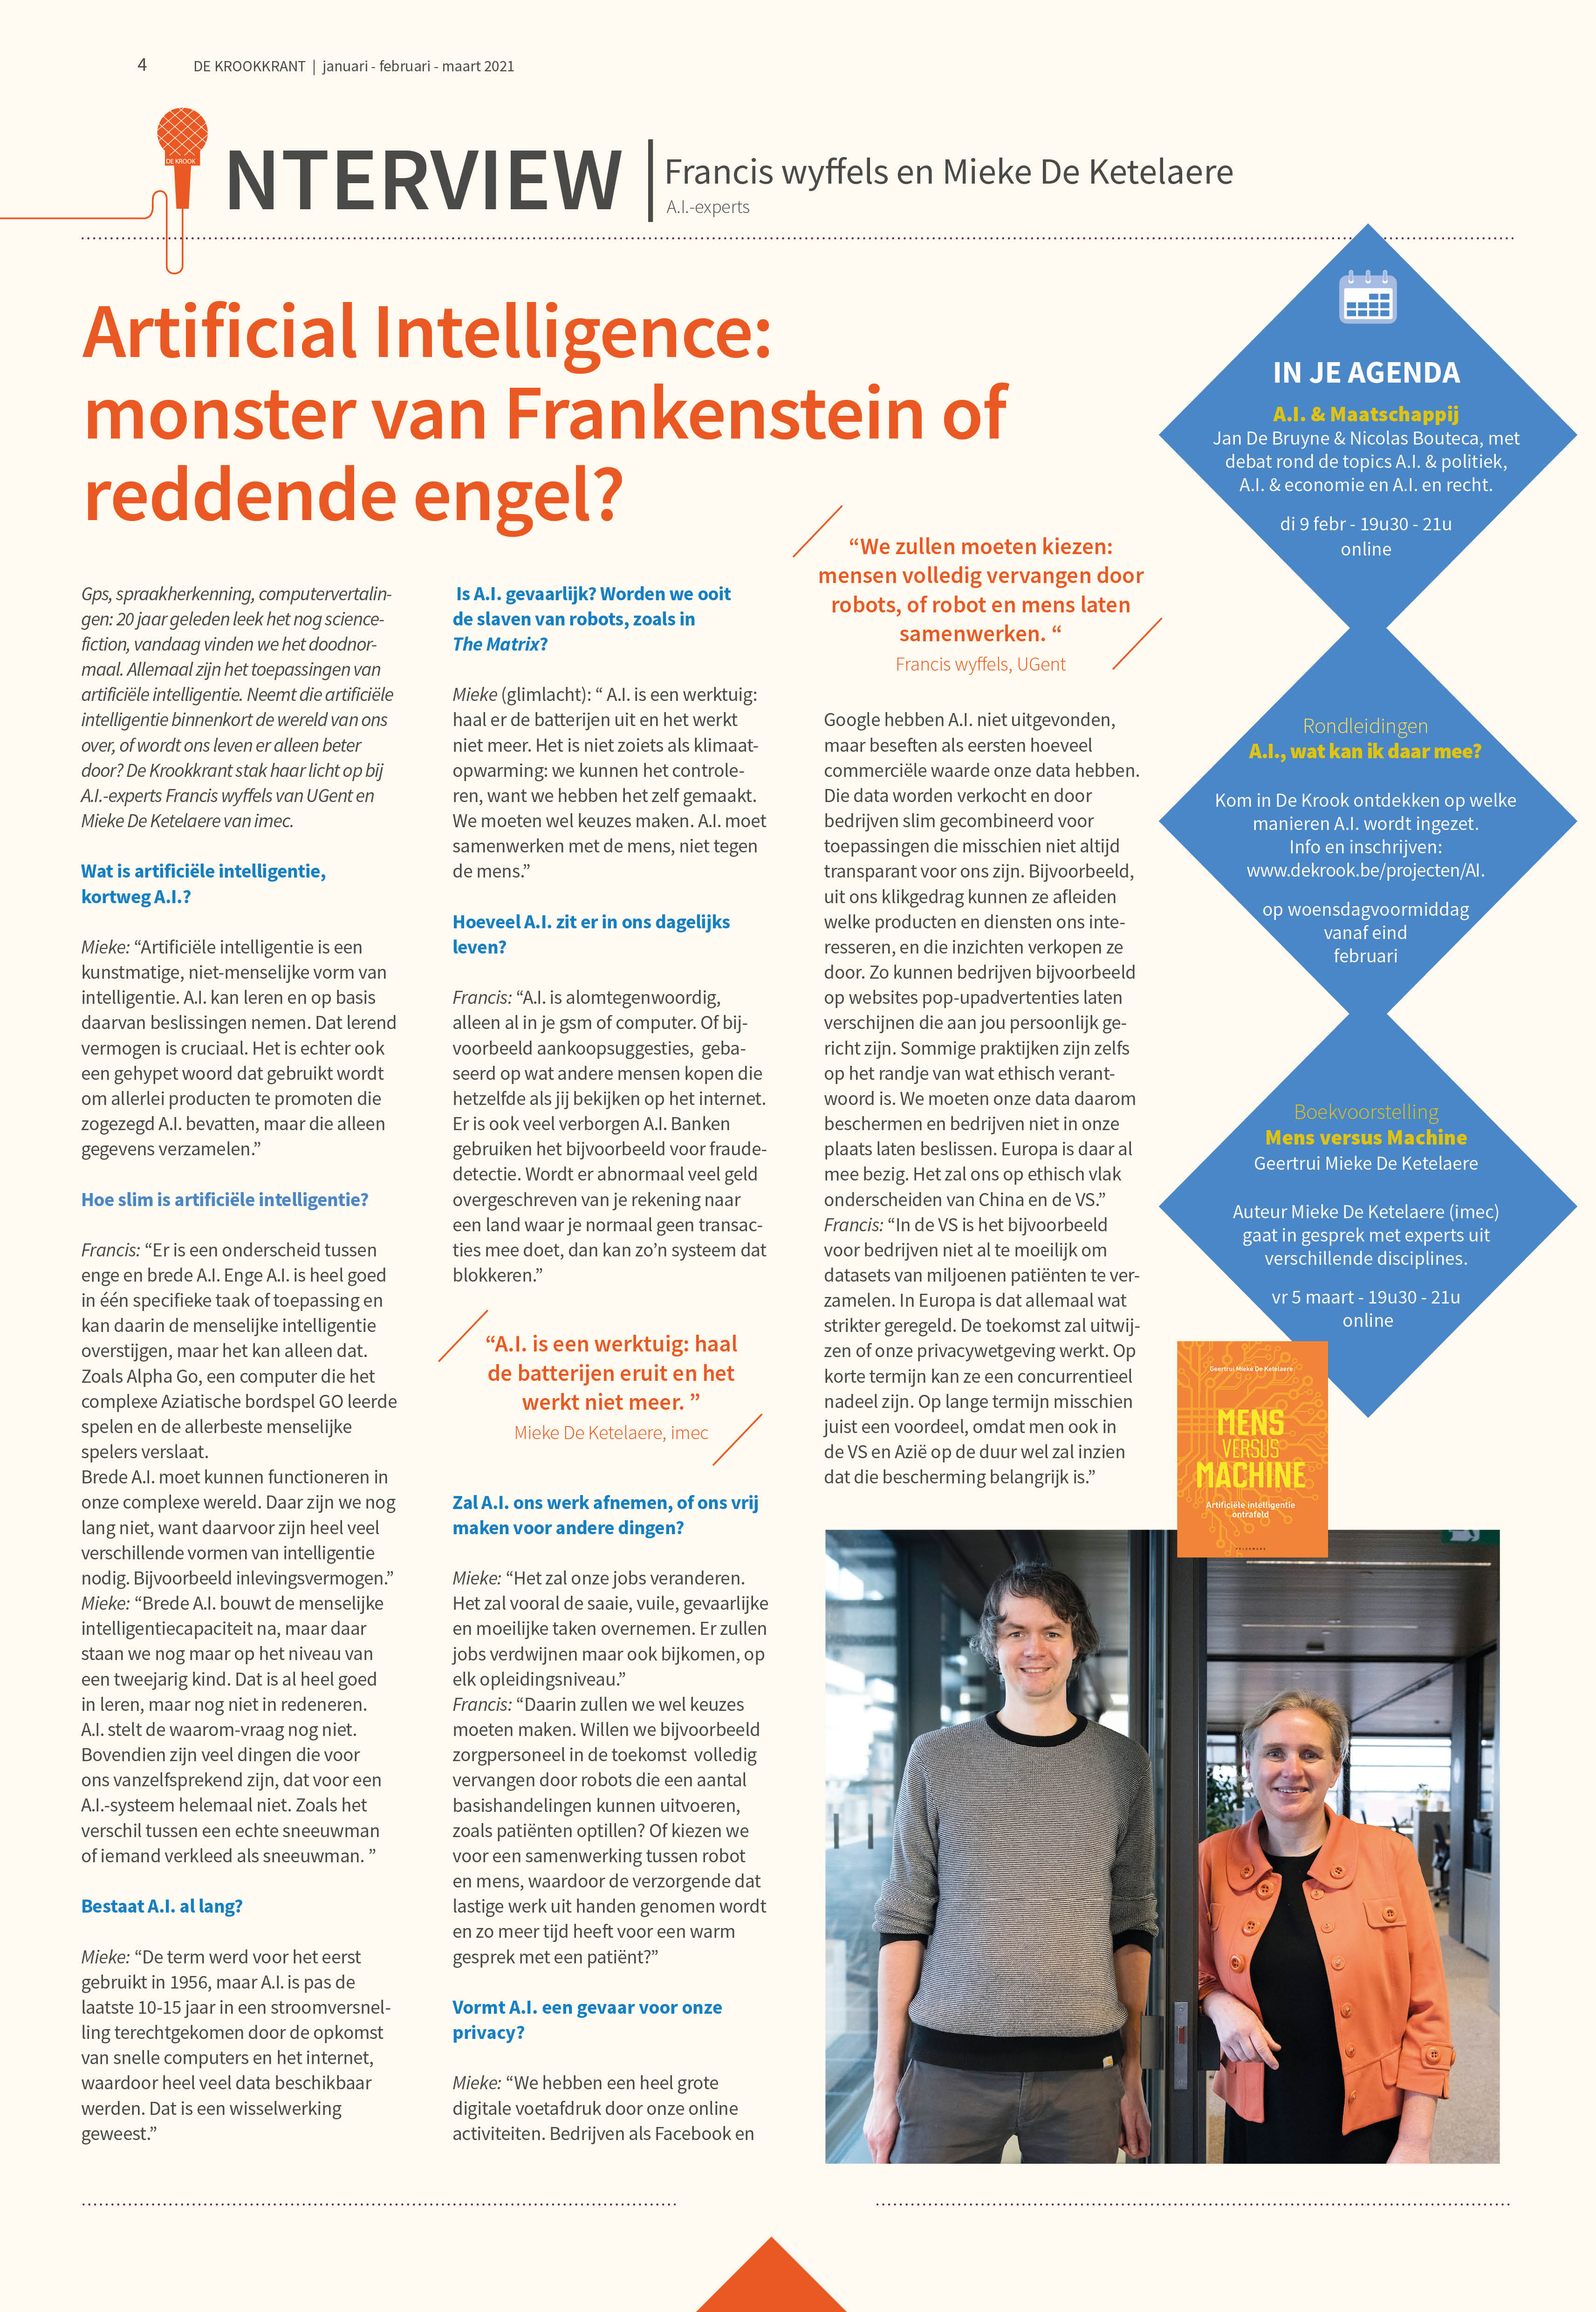 4 DE KROOKKRANT | januari - februari - maart 2021
DE KROOK
NTERVIEW
Francis wyffels en Mieke De Ketelaere
A.I.-experts
Artificial Intelligence:
monster van Frankenstein of
reddende engel?
Gps, spraakherkenning, computervertalin-
gen: 20 jaar geleden leek het nog science-
fiction, vandaag vinden we het doodnor-
maal. Allemaal zijn het toepassingen van
artificiële intelligentie. Neemt die artificiële
intelligentie binnenkort de wereld van ons
over, of wordt ons leven er alleen beter
door? De Krookkrant stak haar licht op bij
A.I.-experts Francis wyffels van UGent en
Mieke De Ketelaere van imec.
Wat is artificiële intelligentie,
kortweg A.I.?
Mieke: “Artificiële intelligentie is een
kunstmatige, niet-menselijke vorm van
intelligentie. A.I. kan leren en op basis
daarvan beslissingen nemen. Dat lerend
vermogen is cruciaal. Het is echter ook
een gehypet woord dat gebruikt wordt
om allerlei producten te promoten die
zogezegd A.I. bevatten, maar die alleen
gegevens verzamelen.”
Hoe slim is artificiële intelligentie?
Francis: “Er is een onderscheid tussen
enge en brede A.I. Enge A.I. is heel goed
in één specifieke taak of toepassing en
kan daarin de menselijke intelligentie
overstijgen, maar het kan alleen dat.
Zoals Alpha Go, een computer die het
complexe Aziatische bordspel GO leerde
spelen en de allerbeste menselijke
spelers verslaat.
Brede A.I. moet kunnen functioneren in
onze complexe wereld. Daar zijn we nog
lang niet, want daarvoor zijn heel veel
verschillende vormen van intelligentie
nodig. Bijvoorbeeld inlevingsvermogen.”
Mieke: “Brede A.I. bouwt de menselijke
intelligentiecapaciteit na, maar daar
staan we nog maar op het niveau van
een tweejarig kind. Dat is al heel goed
in leren, maar nog niet in redeneren.
A.I. stelt de waarom-vraag nog niet.
Bovendien zijn veel dingen die voor
ons vanzelfsprekend zijn, dat voor een
A.I.-systeem helemaal niet. Zoals het
verschil tussen een echte sneeuwman
of iemand verkleed als sneeuwman. ”
Bestaat A.I. al lang?
Mieke: “De term werd voor het eerst
gebruikt in 1956, maar A.I. is pas de
laatste 10-15 jaar in een stroomversnel-
ling terechtgekomen door de opkomst
van snelle computers en het internet,
waardoor heel veel data beschikbaar
werden. Dat is een wisselwerking
geweest.”
Is A.I. gevaarlijk? Worden we ooit
de slaven van robots, zoals in
The Matrix?
Mieke (glimlacht): “ A.I. is een werktuig:
haal er de batterijen uit en het werkt
niet meer. Het is niet zoiets als klimaat-
opwarming: we kunnen het controle-
ren, want we hebben het zelf gemaakt.
We moeten wel keuzes maken. A.I. moet
samenwerken met de mens, niet tegen
de mens.”
Hoeveel A.I. zit er in ons dagelijks
leven?
Francis: “A.I. is alomtegenwoordig,
alleen al in je gsm of computer. Of bij-
voorbeeld aankoopsuggesties, geba-
seerd op wat andere mensen kopen die
hetzelfde als jij bekijken op het internet.
Er is ook veel verborgen A.I. Banken
gebruiken het bijvoorbeeld voor fraude-
detectie. Wordt er abnormaal veel geld
overgeschreven van je rekening naar
een land waar je normaal geen transac-
ties mee doet, dan kan zo’n systeem dat
blokkeren.”
“A.I. is een werktuig: haal
de batterijen eruit en het
werkt niet meer. ”
Mieke De Ketelaere, imec
Zal A.I. ons werk afnemen, of ons vrij
maken voor andere dingen?
Mieke: “Het zal onze jobs veranderen.
Het zal vooral de saaie, vuile, gevaarlijke
en moeilijke taken overnemen. Er zullen
jobs verdwijnen maar ook bijkomen, op
elk opleidingsniveau.”
Francis: “Daarin zullen we wel keuzes
moeten maken. Willen we bijvoorbeeld
zorgpersoneel in de toekomst volledig
vervangen door robots die een aantal
basishandelingen kunnen uitvoeren,
zoals patiënten optillen? Of kiezen we
voor een samenwerking tussen robot
en mens, waardoor de verzorgende dat
lastige werk uit handen genomen wordt
en zo meer tijd heeft voor een warm
gesprek met een patiënt?”
Vormt A.I. een gevaar voor onze
privacy?
Mieke: “We hebben een heel grote
digitale voetafdruk door onze online
activiteiten. Bedrijven als Facebook en
“We zullen moeten kiezen:
mensen volledig vervangen door
robots, of robot en mens laten
samenwerken. “
Francis wyffels, UGent
Google hebben A.I. niet uitgevonden,
maar beseften als eersten hoeveel
commerciële waarde onze data hebben.
Die data worden verkocht en door
bedrijven slim gecombineerd voor
toepassingen die misschien niet altijd
transparant voor ons zijn. Bijvoorbeeld,
uit ons klikgedrag kunnen ze afleiden
welke producten en diensten ons inte-
resseren, en die inzichten verkopen ze
door. Zo kunnen bedrijven bijvoorbeeld
op websites pop-upadvertenties laten
verschijnen die aan jou persoonlijk ge-
richt zijn. Sommige praktijken zijn zelfs
op het randje van wat ethisch verant-
woord is. We moeten onze data daarom
beschermen en bedrijven niet in onze
plaats laten beslissen. Europa is daar al
mee bezig. Het zal ons op ethisch vlak
onderscheiden van China en de VS.”
Francis: “In de VS is het bijvoorbeeld
voor bedrijven niet al te moeilijk om
datasets van miljoenen patiënten te ver-
zamelen. In Europa is dat allemaal wat
strikter geregeld. De toekomst zal uitwij-
zen of onze privacywetgeving werkt. Op
korte termijn kan ze een concurrentieel
nadeel zijn. Op lange termijn misschien
juist een voordeel, omdat men ook in
de VS en Azië op de duur wel zal inzien
dat die bescherming belangrijk is.”
IN JE AGENDA
A.I. & Maatschappij
Jan De Bruyne & Nicolas Bouteca, met
debat rond de topics A.I. & politiek,
A.I. & economie en A.I. en recht.
di 9 febr - 19u30 - 21u
online
Rondleidingen
A.I., wat kan ik daar mee?
Kom in De Krook ontdekken op welke
manieren A.I. wordt ingezet.
Info en inschrijven:
www.dekrook.be/projecten/AI.
op woensdagvoormiddag
vanaf eind
februari
Boekvoorstelling
Mens versus Machine
Geertrui Mieke De Ketelaere
Auteur Mieke De Ketelaere (imec)
gaat in gesprek met experts uit
verschillende disciplines.
vr 5 maart - 19u30 - 21u
online
Geertrui Mieke De Ketelaere
MENS
VERSUS
MACHINE
Artificiële intelligentie
ontrafeld